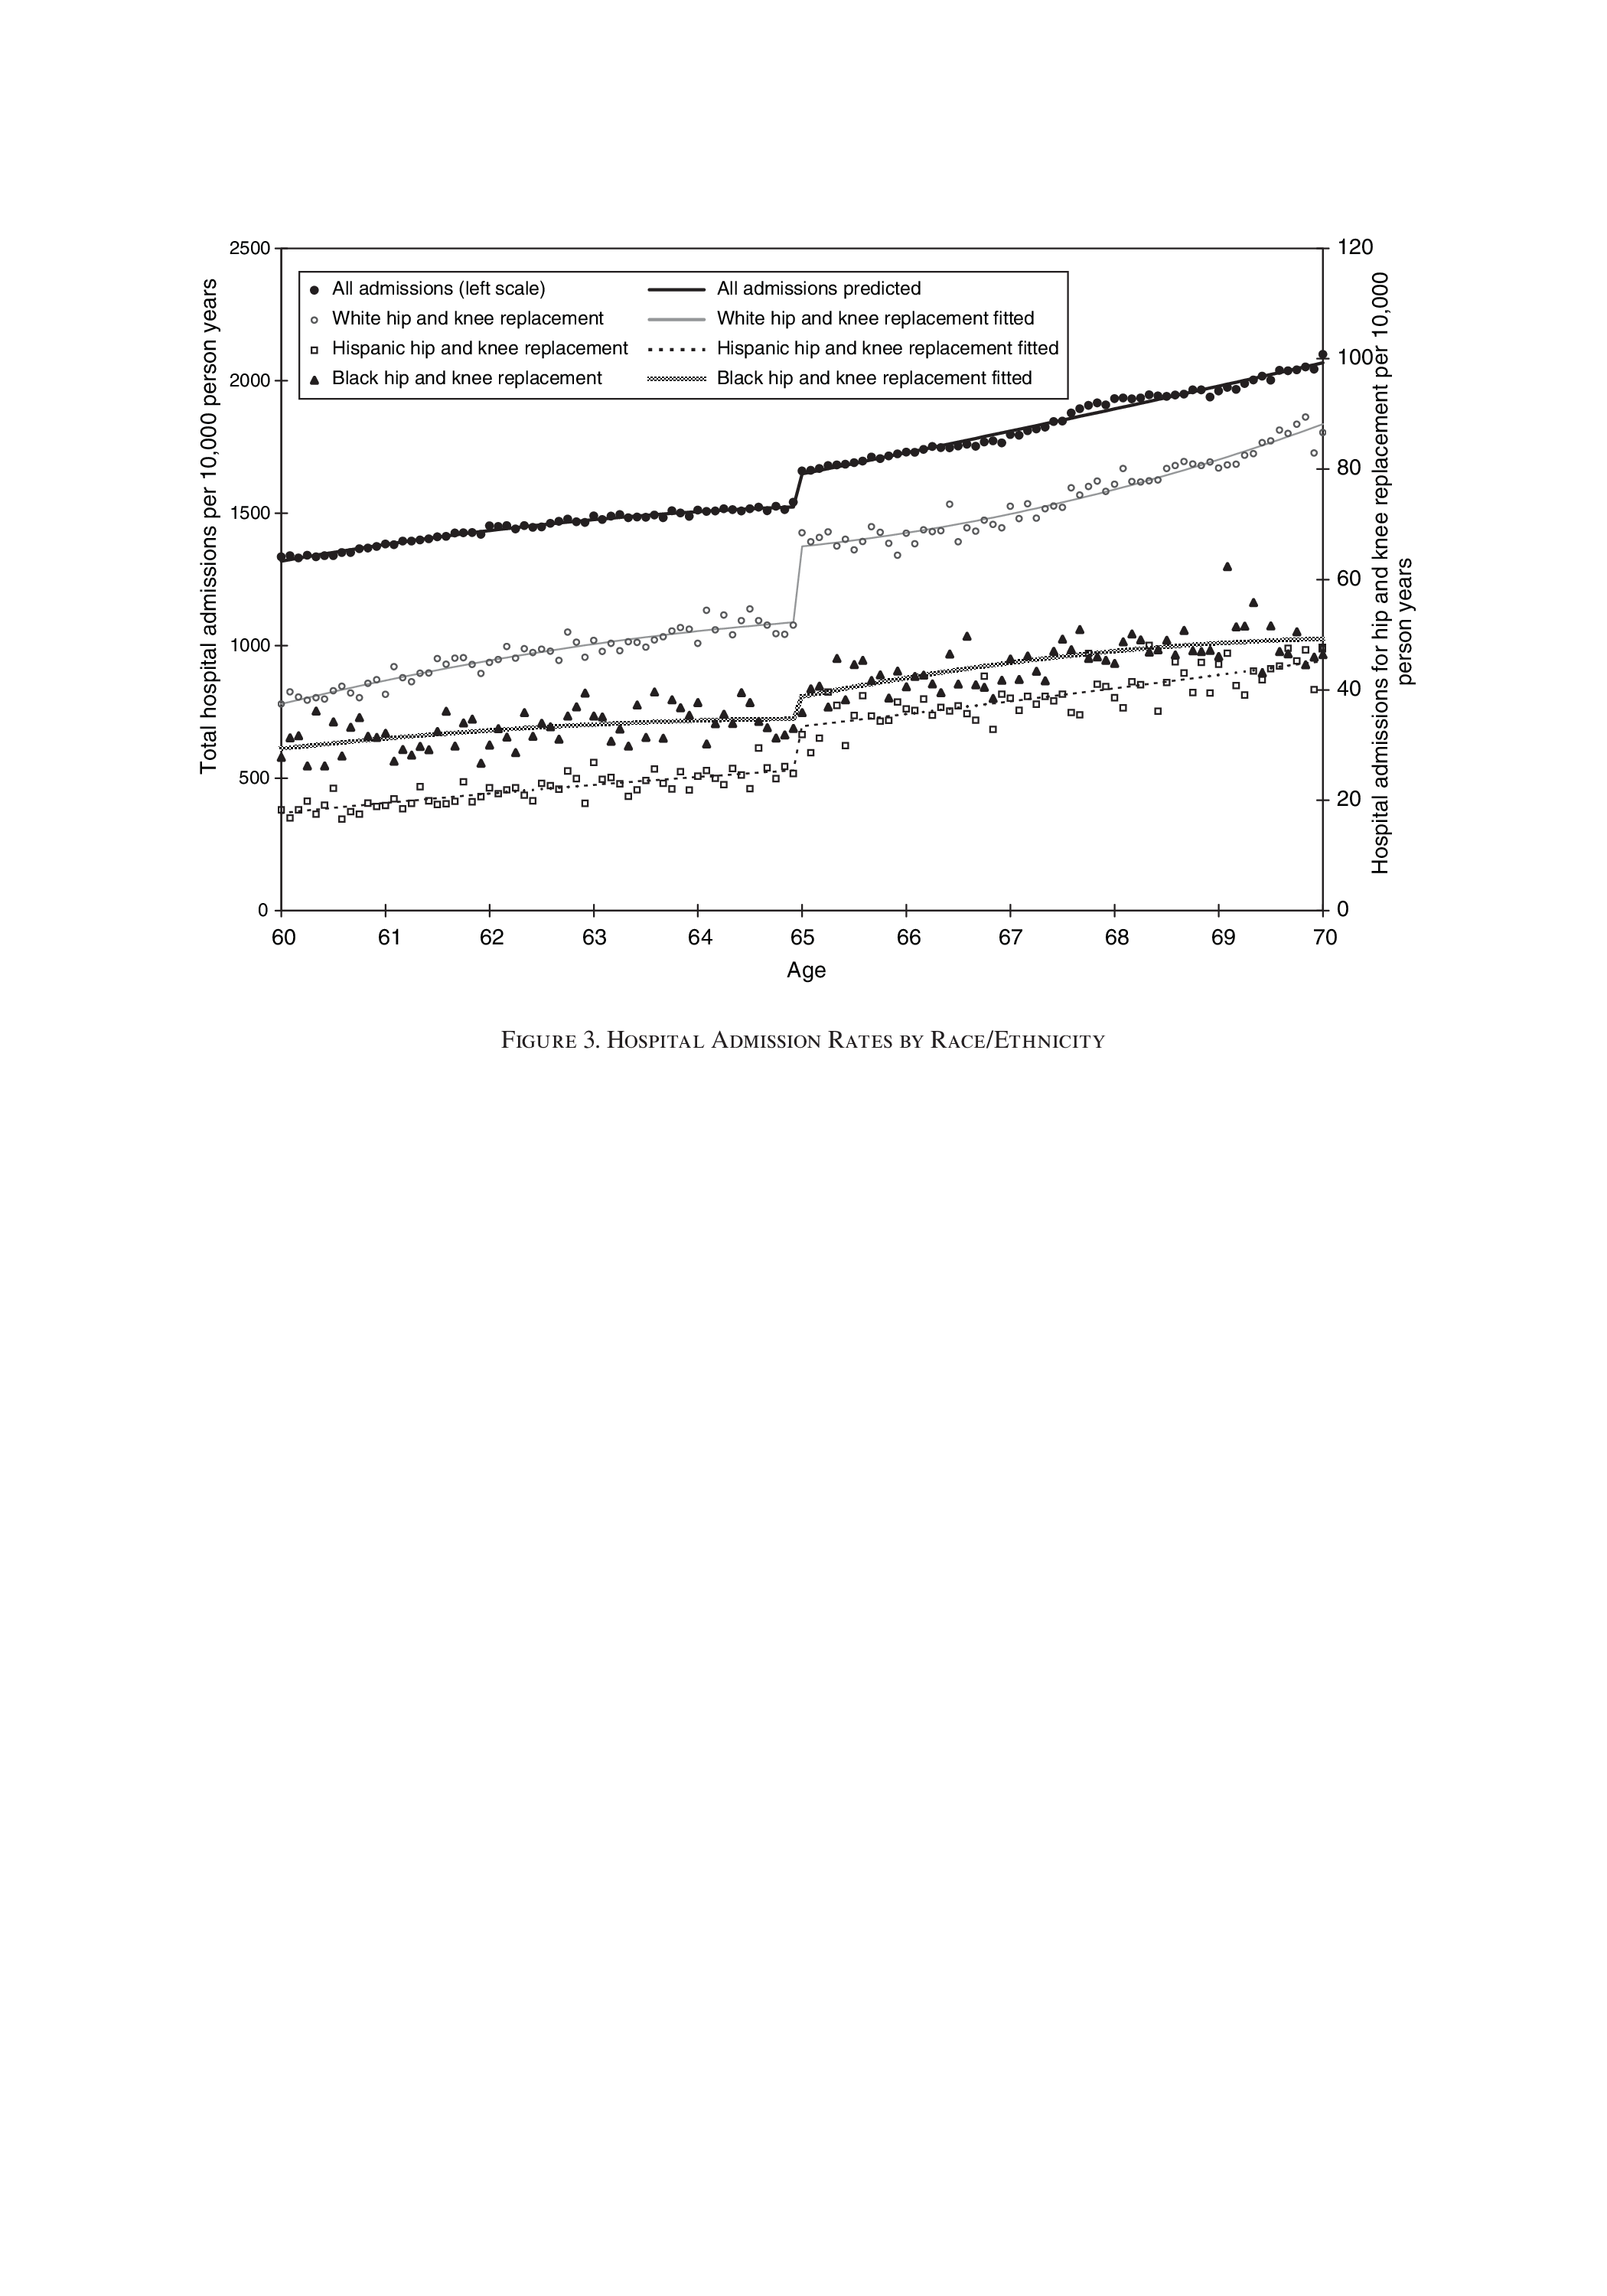 2500
2000
1500
1000
500
0
Total hospital admissions per 10,000 person years
All admissions (left scale)
White hip and knee replacement
Hispanic hip and knee replacement
Black hip and knee replacement
All admissions predicted
White hip and knee replacement fitted
Hispanic hip and knee replacement fitted
Black hip and knee replacement fitted
120
100
80
60
40
20
0
Hospital admissions for hip and knee replacement per 10,000
person years
60 61 62 63 64 65 66 67 68 69 70
Age
Figure 3. Hospital Admission Rates by Race/Ethnicity